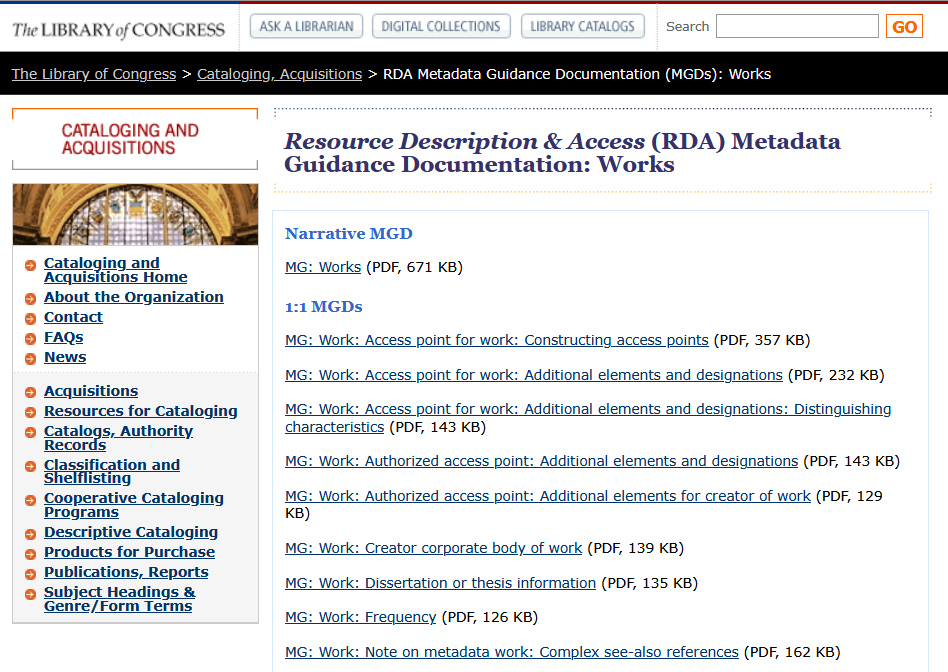 The LIBRARY of CONGRESS
ASK A LIBRARIAN
DIGITAL COLLECTIONS
LIBRARY CATALOGS
Search
GO
The Library of Congress > Cataloging, Acquisitions > RDA Metadata Guidance Documentation (MGDs): Works
CATALOGING AND
ACQUISITIONS
Cataloging and
Acquisitions Home
About the Organization
Contact
FAQs
News
Acquisitions
Resources for Cataloging
Catalogs, Authority
Records
Classification and
Shelflisting
Cooperative Cataloging
Programs
Descriptive Cataloging
Products for Purchase
Publications, Reports
Subject Headings &
Genre/Form Terms
Resource Description & Access (RDA) Metadata
Guidance Documentation: Works
Narrative MGD
MG: Works (PDF, 671 KB)
1:1 MGDs
MG: Work: Access point for work: Constructing access points (PDF, 357 KB)
MG: Work: Access point for work: Additional elements and designations (PDF, 232 KB)
MG: Work: Access point for work: Additional elements and designations: Distinguishing
characteristics (PDF, 143 KB)
MG: Work: Authorized access point: Additional elements and designations (PDF, 143 KB)
MG: Work: Authorized access point: Additional elements for creator of work (PDF, 129
KB)
MG: Work: Creator corporate body of work (PDF, 139 KB)
MG: Work: Dissertation or thesis information (PDF, 135 KB)
MG: Work: Frequency (PDF, 126 KB)
MG: Work: Note on metadata work: Complex see-also references (PDF, 162 KB)